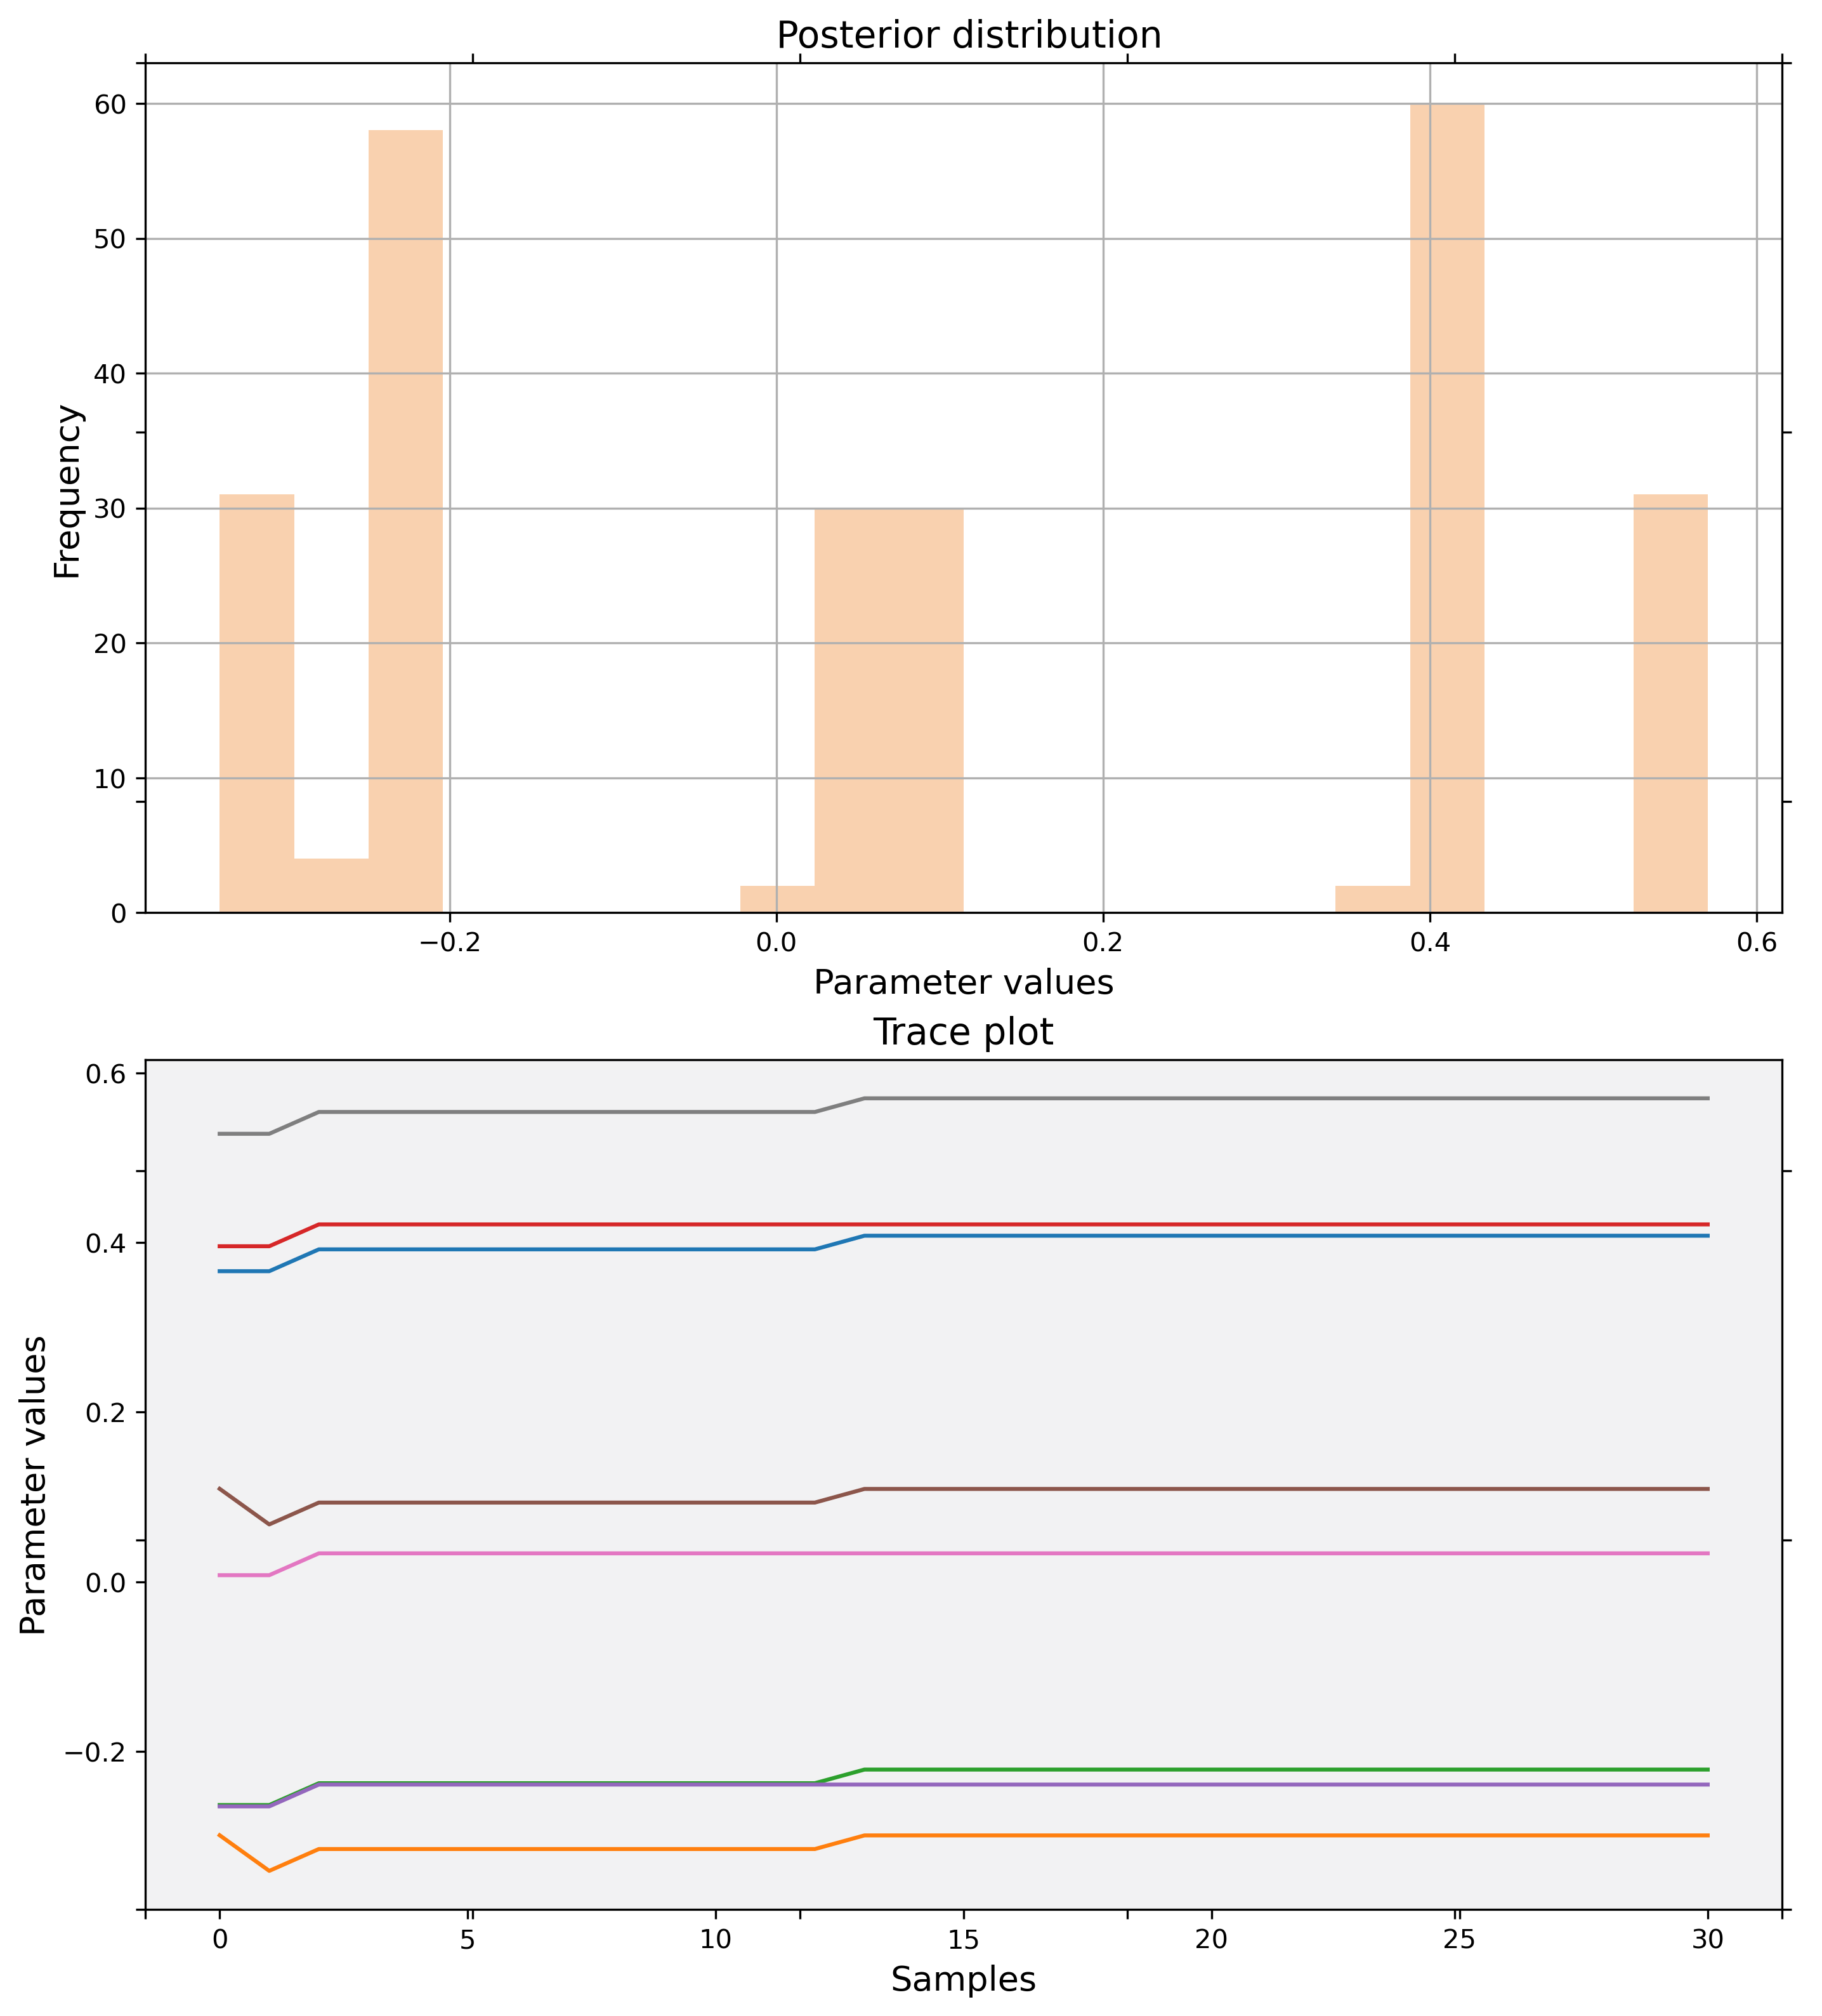 Posterior distribution
60
50
40
30
20
10
0
Frequency
−0.2 0.0 0.2 0.4 0.6
Parameter values
Trace plot
0.6
0.4
0.2
0.0
−0.2
Parameter values
0 5 10 15 20 25 30
Samples